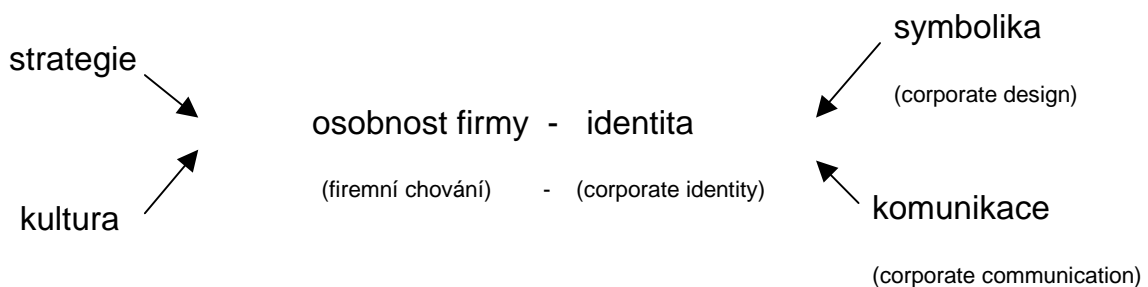 symbolika
strategie
(corporate design)
osobnost firmy - identita
(firemní chování) - (corporate identity)
kultura
komunikace
(corporate communication)